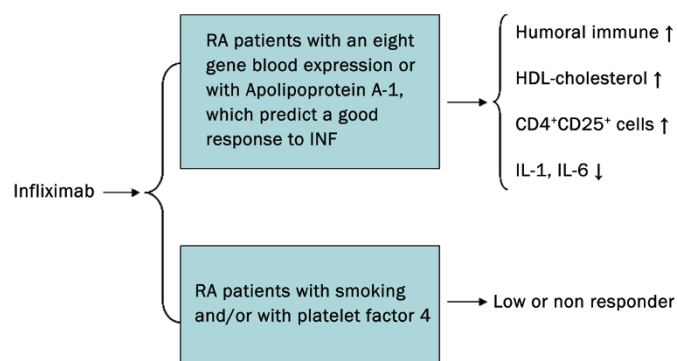 Infliximab
RA patients with an eight
gene blood expression or
with Apolipoprotein A-1,
which predict a good
response to INF
Humoral immune ↑
HDL-cholesterol ↑
CD4⁺CD25⁺ cells ↑
IL-1, IL-6 ↓
RA patients with smoking
and/or with platelet factor 4
Low or non responder